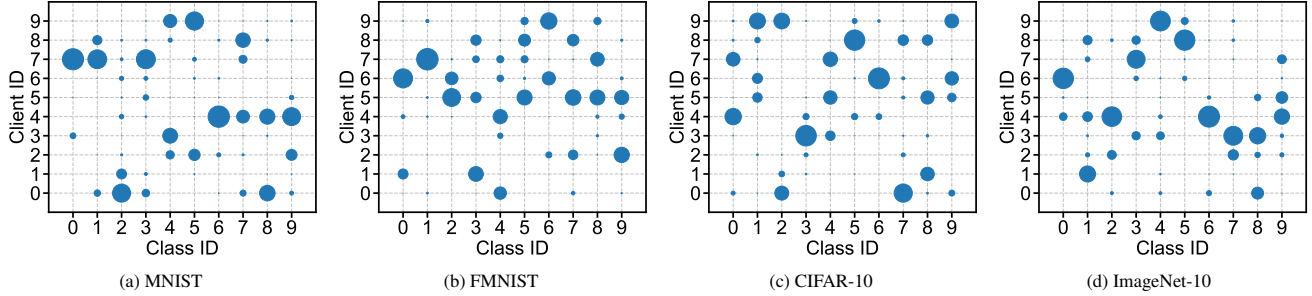 Client ID
9
8
7
6
5
4
3
2
1
0
0 1 2 3 4 5 6 7 8 9
Class ID
(a) MNIST
Client ID
9
8
7
6
5
4
3
2
1
0
0 1 2 3 4 5 6 7 8 9
Class ID
(b) FMNIST
Client ID
9
8
7
6
5
4
3
2
1
0
0 1 2 3 4 5 6 7 8 9
Class ID
(c) CIFAR-10
Client ID
9
8
7
6
5
4
3
2
1
0
0 1 2 3 4 5 6 7 8 9
Class ID
(d) ImageNet-10